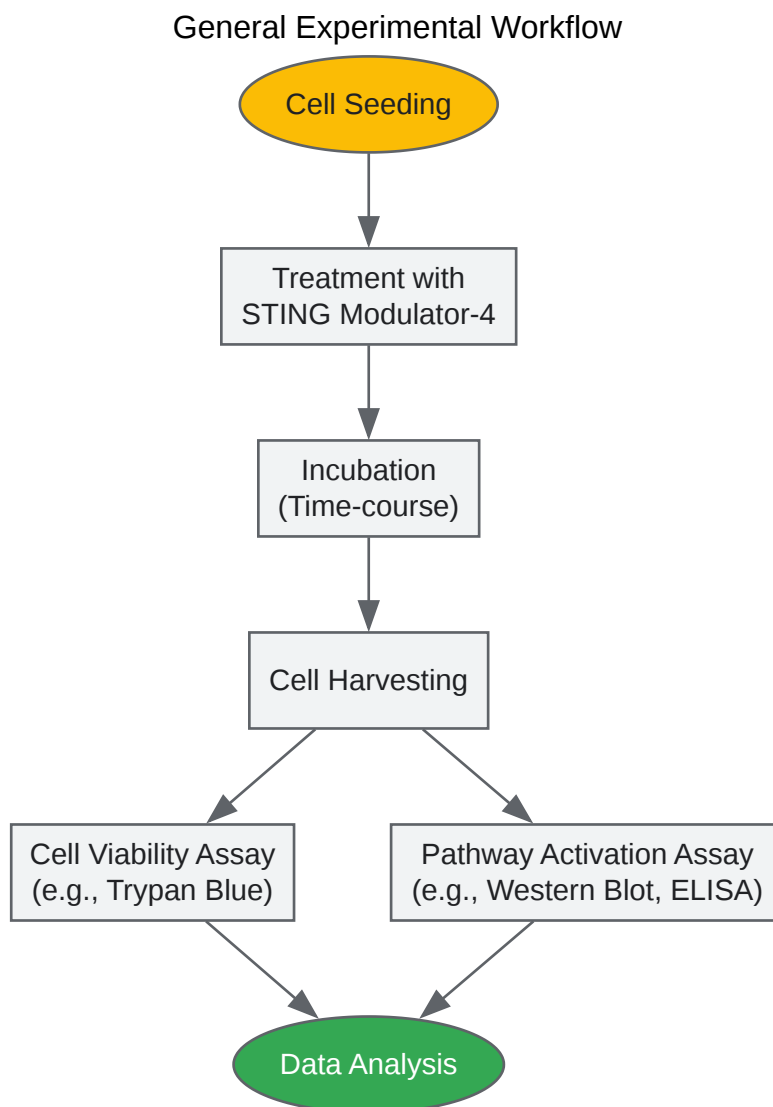 General Experimental Workflow
Cell Seeding
Treatment with
STING Modulator-4
Incubation
(Time-course)
Cell Harvesting
Cell Viability Assay
(e.g., Trypan Blue)
Pathway Activation Assay
(e.g., Western Blot, ELISA)
Data Analysis